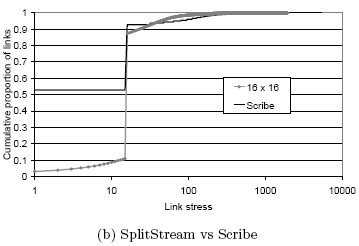 1
0.9
0.8
0.7
0.6
0.5
0.4
0.3
0.2
0.1
0
Cumulative proportion of links
16 x 16
Scribe
1 10 100 1000 10000
Link stress
(b) SplitStream vs Scribe